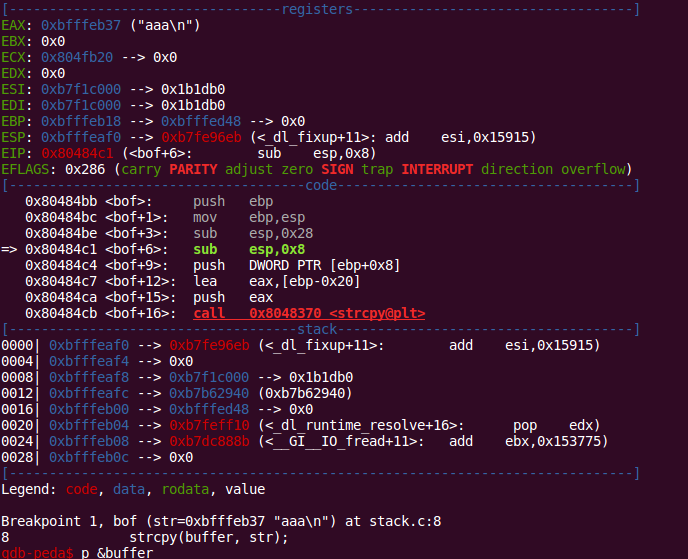 [----------------------------------registers-----------------------------------]
EAX: 0xbfffeb37 ("aaa\n")
EBX: 0x0
ECX: 0x804fb20 --> 0x0
EDX: 0x0
ESI: 0xb7f1c000 --> 0x1b1db0
EDI: 0xb7f1c000 --> 0x1b1db0
EBP: 0xbfffeb18 --> 0xbfffed48 --> 0x0
ESP: 0xbfffeaf0 --> 0xb7fe96eb (<_dl_fixup+11>: add    esi,0x15915)
EIP: 0x80484c1 (<bof+6>:        sub    esp,0x8)
EFLAGS: 0x286 (carry PARITY adjust zero SIGN trap INTERRUPT direction overflow)
[-------------------------------------code-------------------------------------]
   0x80484bb <bof>:     push   ebp
   0x80484bc <bof+1>:   mov    ebp,esp
   0x80484be <bof+3>:   sub    esp,0x28
=> 0x80484c1 <bof+6>:   sub    esp,0x8
   0x80484c4 <bof+9>:   push   DWORD PTR [ebp+0x8]
   0x80484c7 <bof+12>:  lea    eax,[ebp-0x20]
   0x80484ca <bof+15>:  push   eax
   0x80484cb <bof+16>:  call   0x8048370 <strcpy@plt>
[------------------------------------stack-------------------------------------]
0000| 0xbfffeaf0 --> 0xb7fe96eb (<_dl_fixup+11>:        add    esi,0x15915)
0004| 0xbfffeaf4 --> 0x0
0008| 0xbfffeaf8 --> 0xb7f1c000 --> 0x1b1db0
0012| 0xbfffeafc --> 0xb7b62940 (0xb7b62940)
0016| 0xbfffeb00 --> 0xbfffed48 --> 0x0
0020| 0xbfffeb04 --> 0xb7feff10 (<_dl_runtime_resolve+16>:      pop    edx)
0024| 0xbfffeb08 --> 0xb7dc888b (<__GI__IO_fread+11>:   add    ebx,0x153775)
0028| 0xbfffeb0c --> 0x0
[------------------------------------------------------------------------------]
Legend: code, data, rodata, value

Breakpoint 1, bof (str=0xbfffeb37 "aaa\n") at stack.c:8
8               strcpy(buffer, str);
gdb-peda$ p &buffer